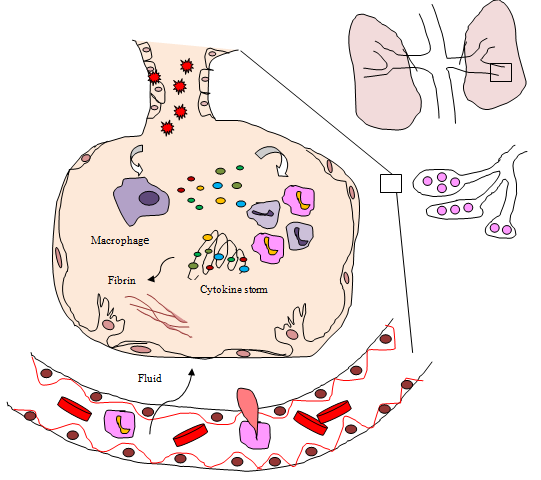 Macrophage
Fibrin
Cytokine storm
Fluid